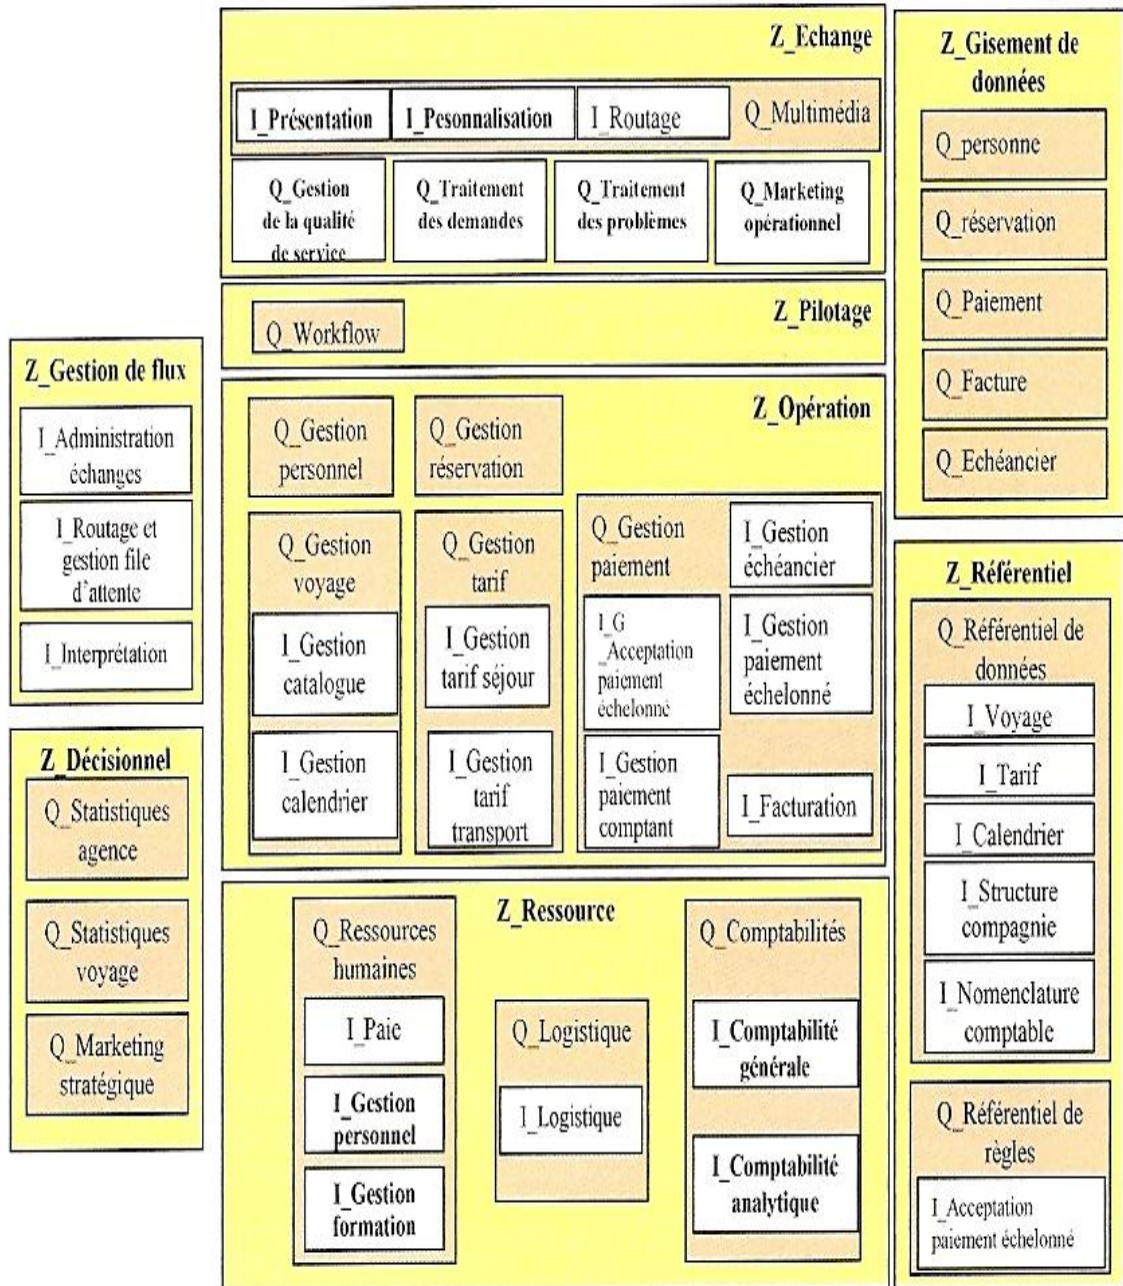 Z_Echange
I_Présentation
I_Pesonnalisation
I_Routage
Q_Multimédia
Q_Gestion
de la qualité
de service
Q_Traitement
des demandes
Q_Traitement
des problèmes
Q_Marketing
opérationnel
Z_Pilotage
Q_Workflow
Z_Gestion de flux
I_Administration
échanges
I_Routage et
gestion file
d'attente
I_Interprétation
Z_Décisionnel
Q_Statistiques
agence
Q_Statistiques
voyage
Q_Marketing
stratégique
Z_Opération
Q_Gestion
personnel
Q_Gestion
réservation
Q_Gestion
voyage
I_Gestion
catalogue
I_Gestion
calendrier
Q_Gestion
tarif
I_Gestion
tarif séjour
I_Gestion
tarif
transport
Q_Gestion
paiement
I_G
_Acceptation
paiement
échelonné
I_Gestion
paiement
comptant
I_Gestion
échéancier
I_Gestion
paiement
échelonné
I_Facturation
Z_Ressource
Q_Ressources
humaines
I_Paie
I_Gestion
personnel
I_Gestion
formation
Q_Logistique
I_Logistique
Q_Comptabilités
I_Comptabilité
générale
I_Comptabilité
analytique
Z_Gisement de
données
Q_personne
Q_réservation
Q_Paiement
Q_Facture
Q_Echéancier
Z_Référentiel
Q_Référentiel de
données
I_Voyage
I_Tarif
I_Calendrier
I_Structure
compagnie
I_Nomenclature
comptable
Q_Référentiel de
règles
I_Acceptation
paiement échelonné